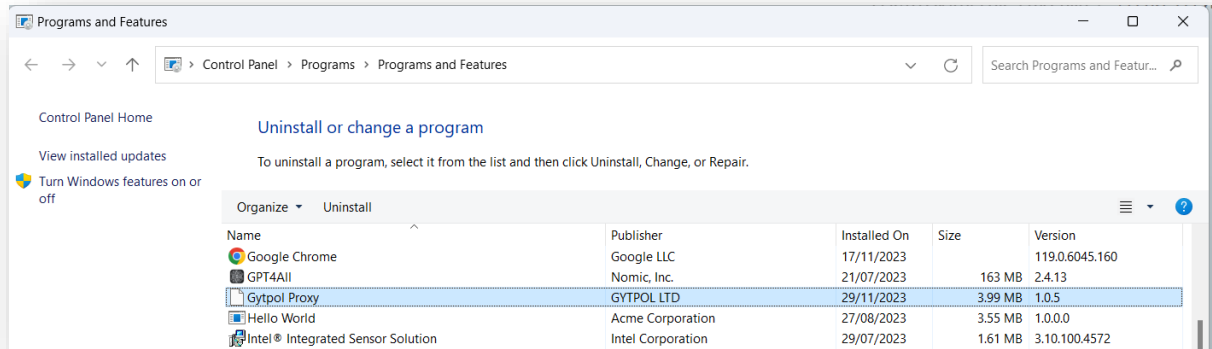 Programs and Features
Control Panel > Programs > Programs and Features
Search Programs and Featur...
Control Panel Home
View installed updates
Turn Windows features on or
off
Uninstall or change a program
To uninstall a program, select it from the list and then click Uninstall, Change, or Repair.
Organize Uninstall
Name Publisher Installed On Size Version
Google Chrome Google LLC 17/11/2023 119.0.6045.160
GPT4All Nomic, Inc. 21/07/2023 163 MB 2.4.13
Gytpol Proxy GYTPOL LTD 29/11/2023 3.99 MB 1.0.5
Hello World Acme Corporation 27/08/2023 3.55 MB 1.0.0.0
Intel® Integrated Sensor Solution Intel Corporation 29/07/2023 1.61 MB 3.10.100.4572